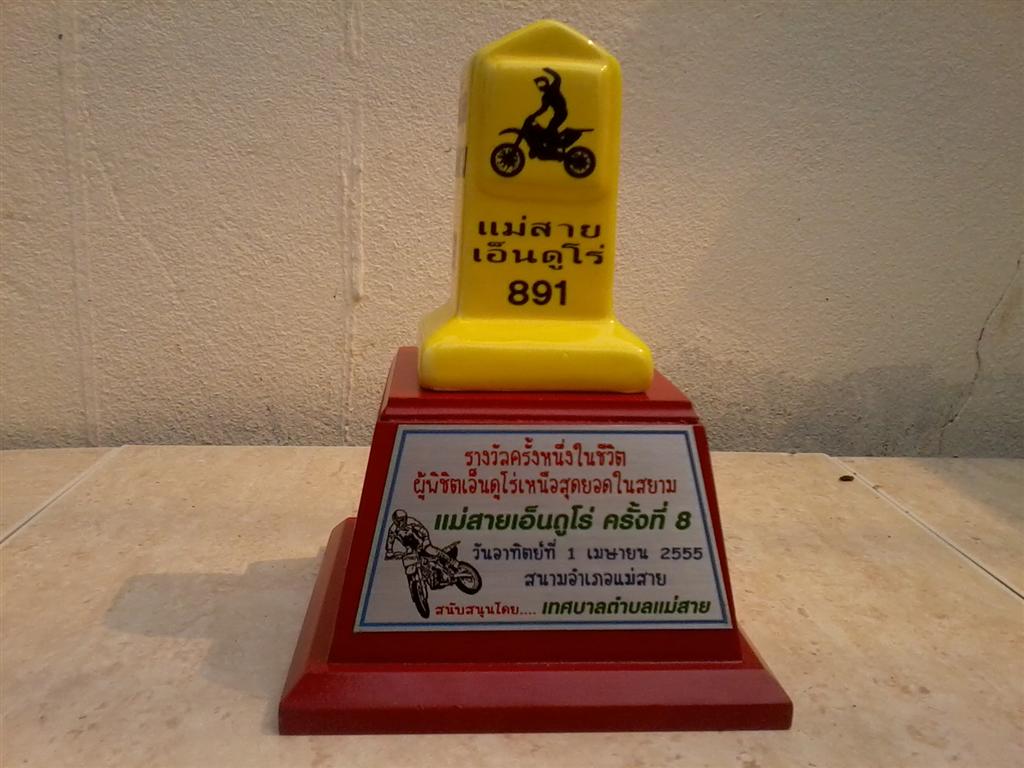 แม่สาย
เอ็นดูโร่
891
รางวัลครั้งหนึ่งในชีวิต
ผู้พิชิตเอ็นดูโร่เหนือสุดยอดในสยาม
แม่สายเอ็นดูโร่ ครั้งที่ 8
วันอาทิตย์ที่ 1 เมษายน 2555
สนามอำเภอแม่สาย
สนับสนุนโดย.... เทศบาลตำบลแม่สาย